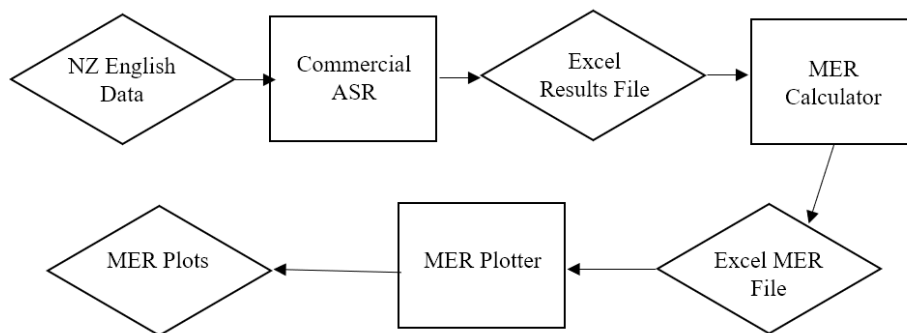 NZ English
Data
Commercial
ASR
Excel
Results File
MER
Calculator
MER Plots
MER Plotter
Excel MER
File